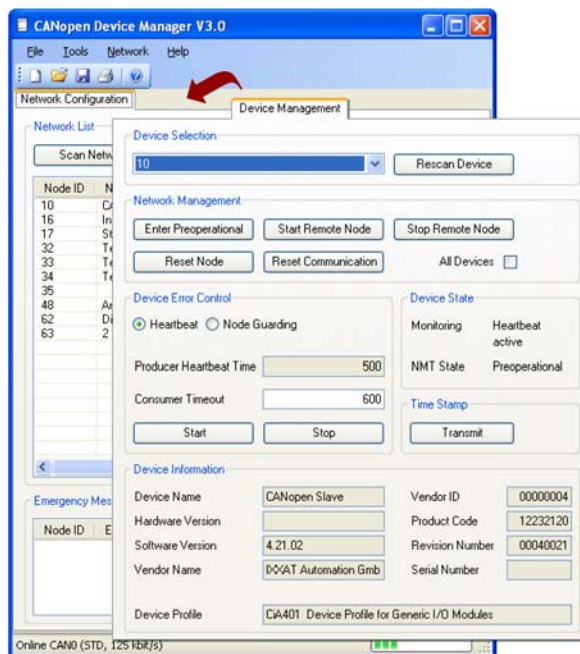 CANopen Device Manager V3.0
File Tools Network Help
Network Configuration
Device Management
Network List
Scan
Node ID
10
16
17
32
33
34
35
48
62
63 2
Emergency
Node ID
Device Selection
10 Rescan Device
Network Management
Enter Preoperational Start Remote Node Stop Remote Node
Reset Node Reset Communication All Devices
Device Error Control
Heartbeat Node Guarding
Producer Heartbeat Time 500
Consumer Timeout 600
Start Stop
Device State
Monitoring Heartbeat
active
NMT State Preoperational
Time Stamp
Transmit
Device Information
Device Name CANopen Slave Vendor ID 00000004
Hardware Version Product Code 12232120
Software Version 4.21.02 Revision Number 00040021
Vendor Name IXXAT Automation Gmb Serial Number
Device Profile CiA401 Device Profile for Generic I/O Modules
Online CAN0 (STD, 125 kbit/s)